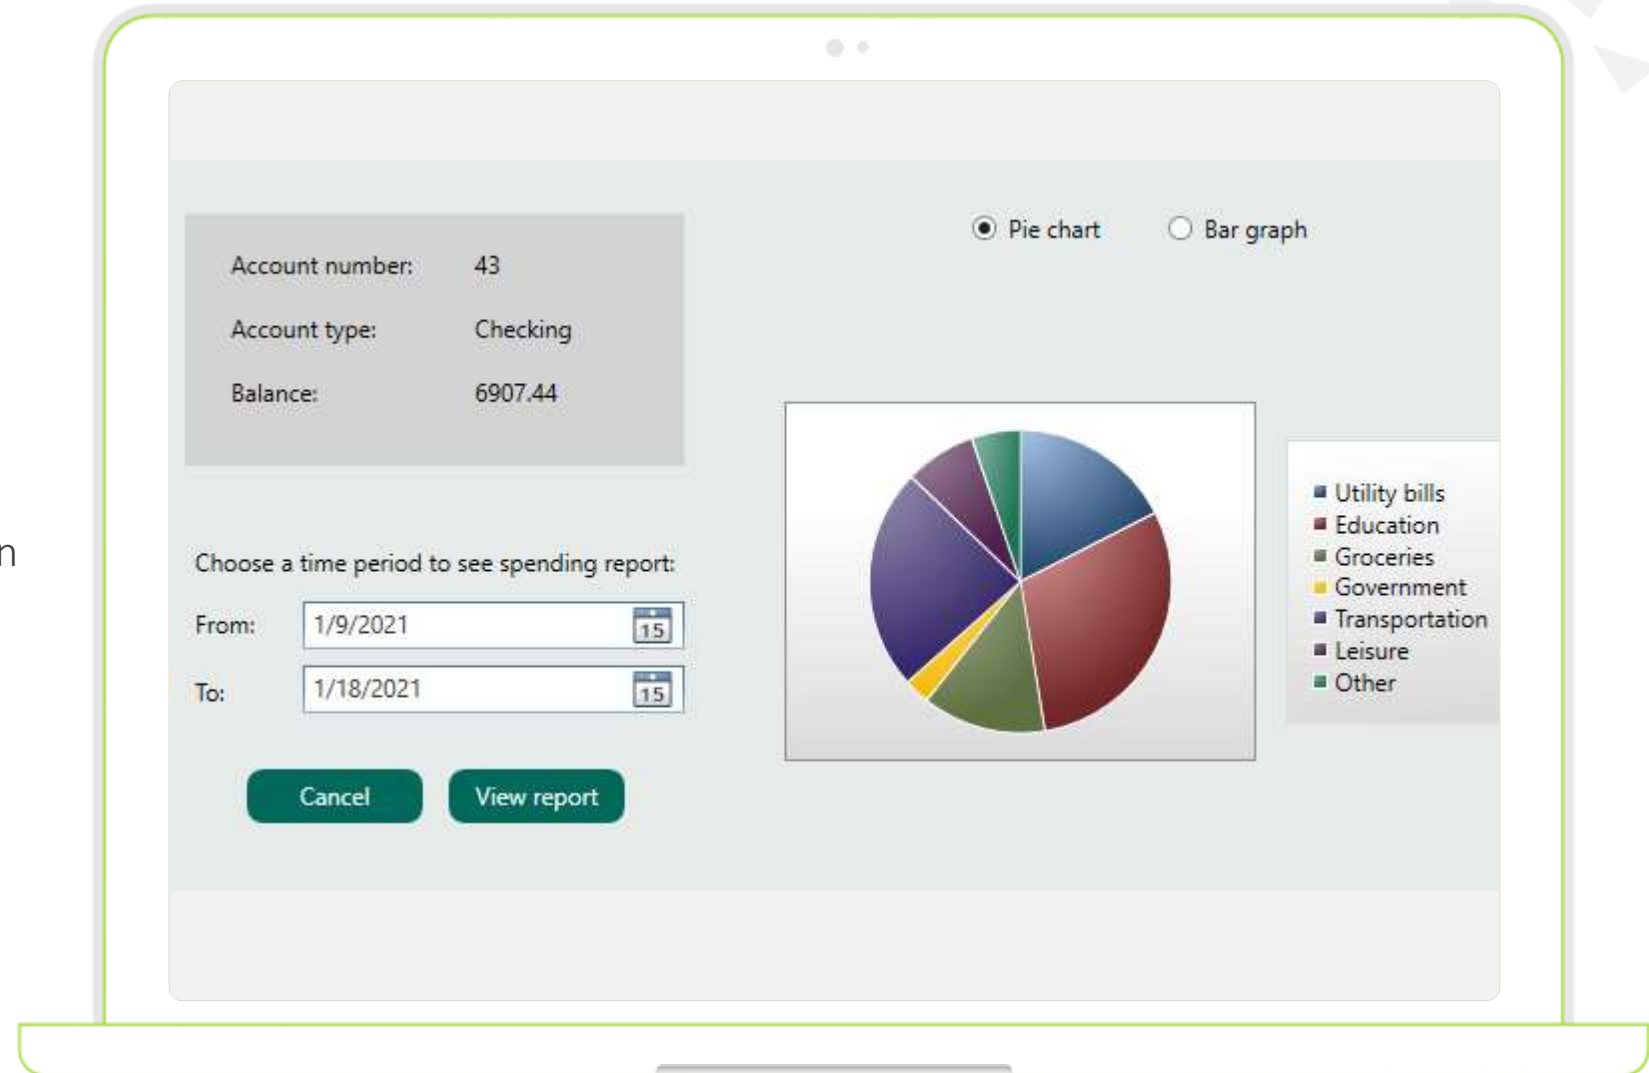 Account number: 43
Account type: Checking
Balance: 6907.44
n
Choose a time period to see spending report:
From: 1/9/2021 15
To: 1/18/2021 15
Cancel View report
Pie chart Bar graph
Utility bills
Education
Groceries
Government
Transportation
Leisure
Other